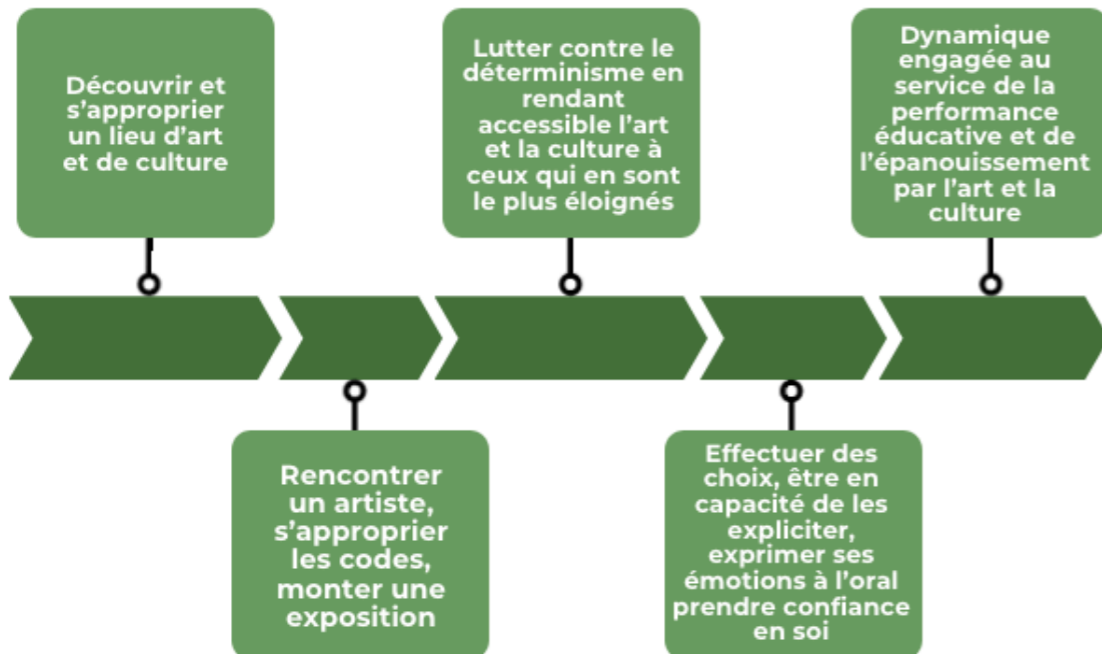 Découvrir et
s'approprier
un lieu d'art
et de culture
Rencontrer
un artiste,
s'approprier
les codes,
monter une
exposition
Lutter contre le
déterminisme en
rendant
accessible l'art
et la culture à
ceux qui en sont
le plus éloignés
Effectuer des
choix, être en
capacité de les
expliciter,
exprimer ses
émotions à l'oral
prendre confiance
en soi
Dynamique
engagée au
service de la
performance
éducative et de
l'épanouissement
par l'art et la
culture